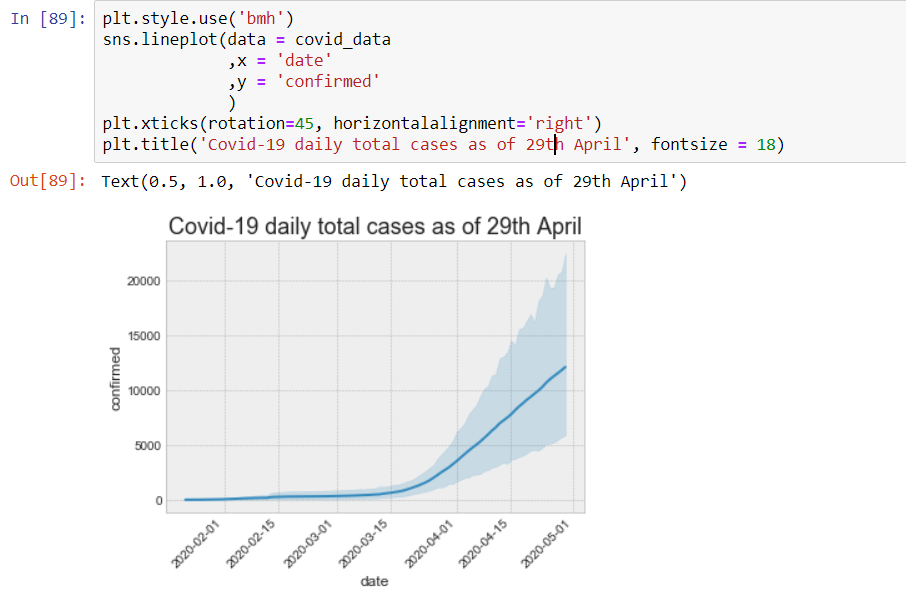 In [89]: plt.style.use('bmh')
sns.lineplot(data = covid_data
,x = 'date'
,y = 'confirmed'
)
plt.xticks(rotation=45, horizontalalignment='right')
plt.title('Covid-19 daily total cases as of 29th April', fontsize = 18)
Out[89]: Text(0.5, 1.0, 'Covid-19 daily total cases as of 29th April')
Covid-19 daily total cases as of 29th April
20000
15000
10000
5000
0
confirmed
2020-02-01 2020-02-15 2020-03-01 2020-03-15 2020-04-01 2020-04-15 2020-05-01
date